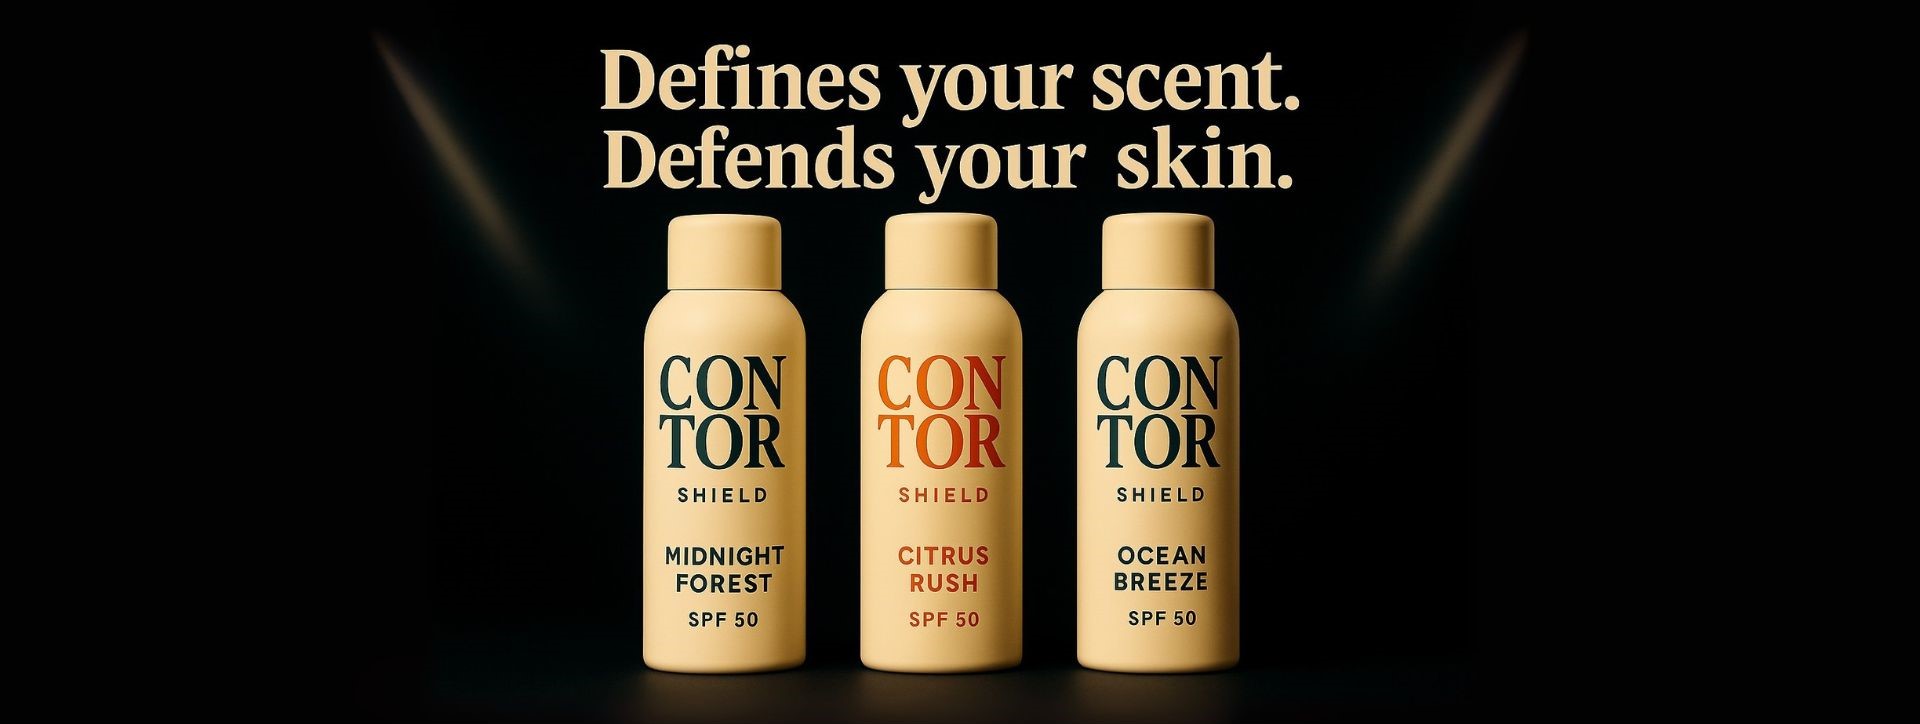 Defines your scent.
Defends your skin.
CON
TOR
SHIELD
MIDNIGHT
FOREST
SPF 50
CON
TOR
SHIELD
CITRUS
RUSH
SPF 50
CON
TOR
SHIELD
OCEAN
BREEZE
SPF 50